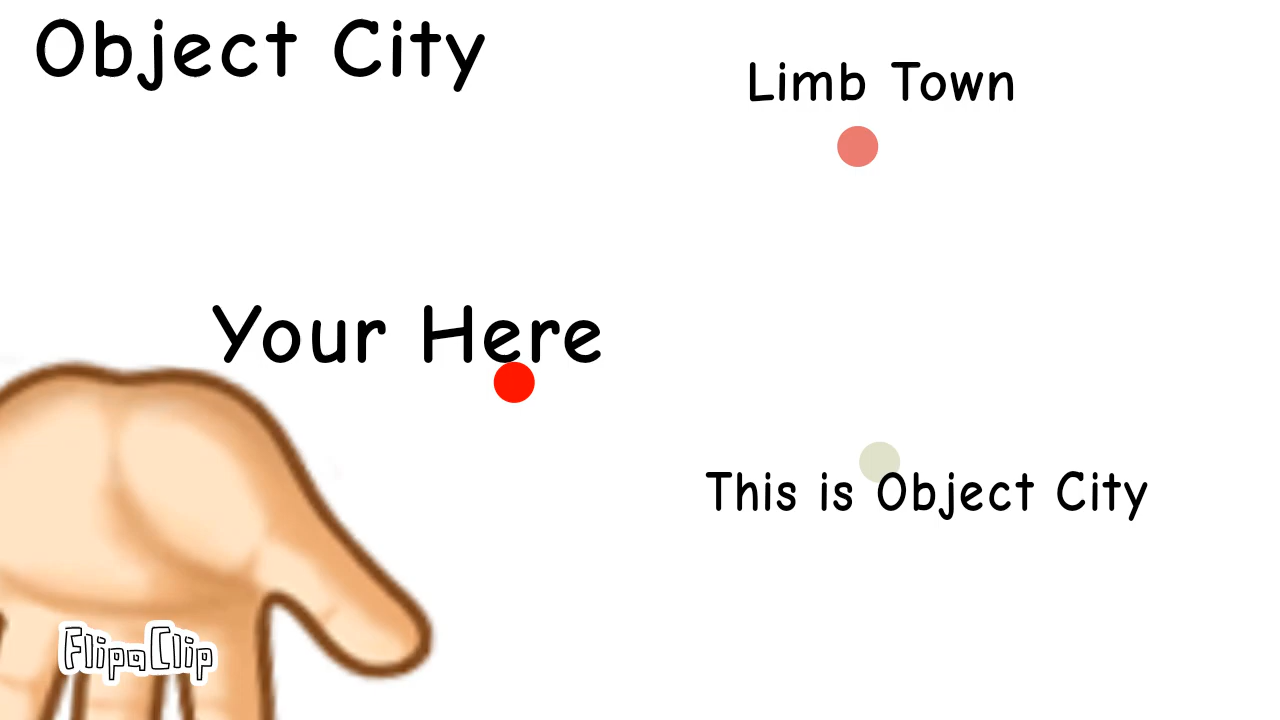 Object City
Limb Town
Your Here
This is Object City
FlipaClip